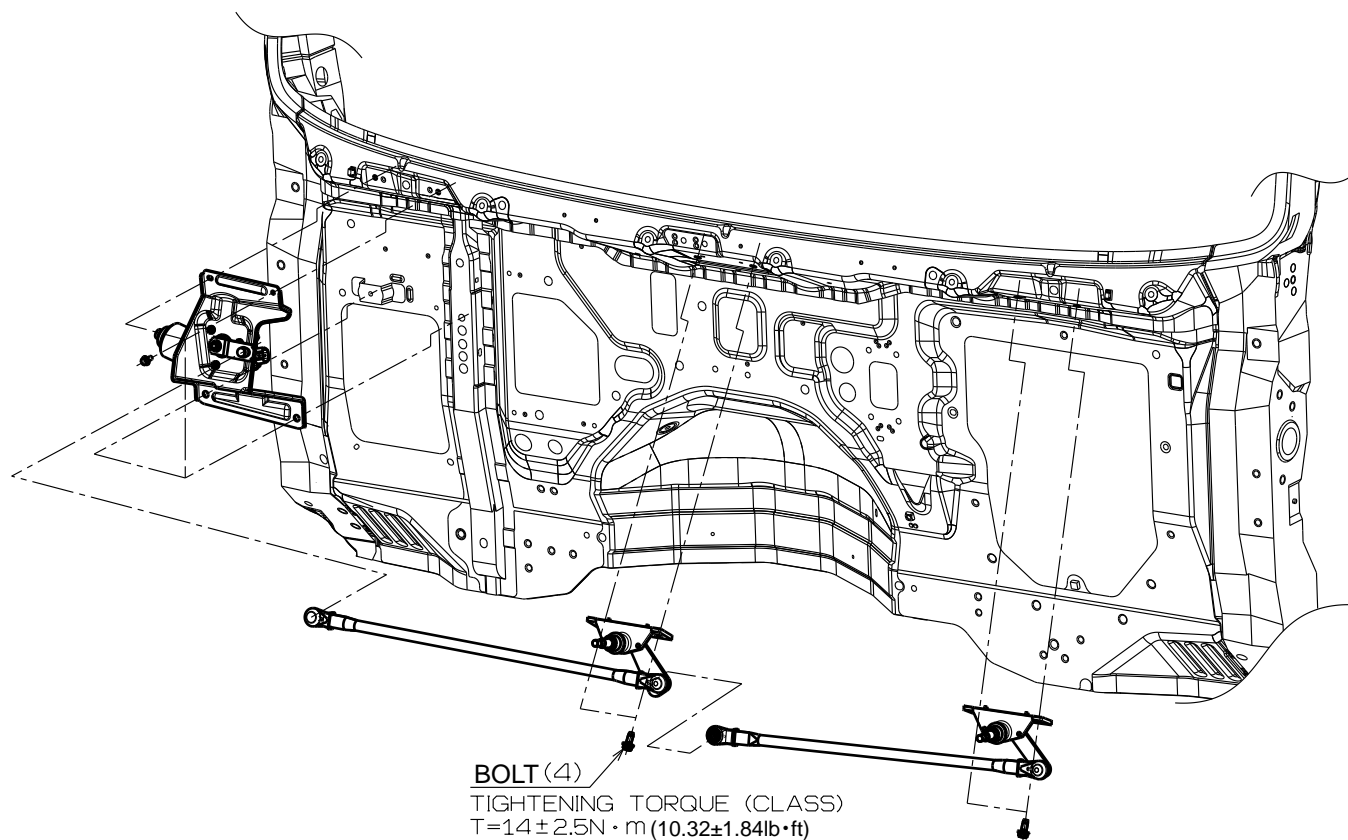 BOLT(4)
TIGHTENING TORQUE (CLASS)
T=14±2.5N・m(10.32±1.84lb・ft)